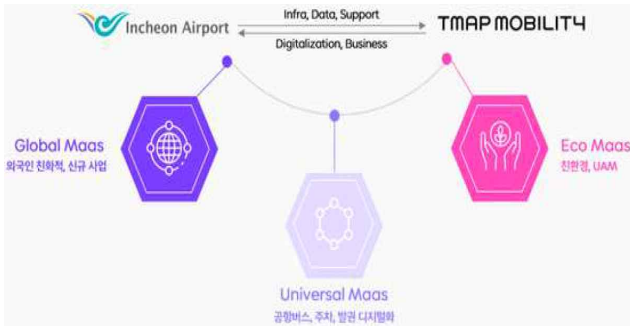 Incheon Airport
Infra, Data, Support
Digitalization, Business
TMAP MOBILITY
Global Maas
외국인 친화적, 신규 사업
Eco Maas
친환경, UAM
Universal Maas
공항버스, 주차, 발권 디지털화